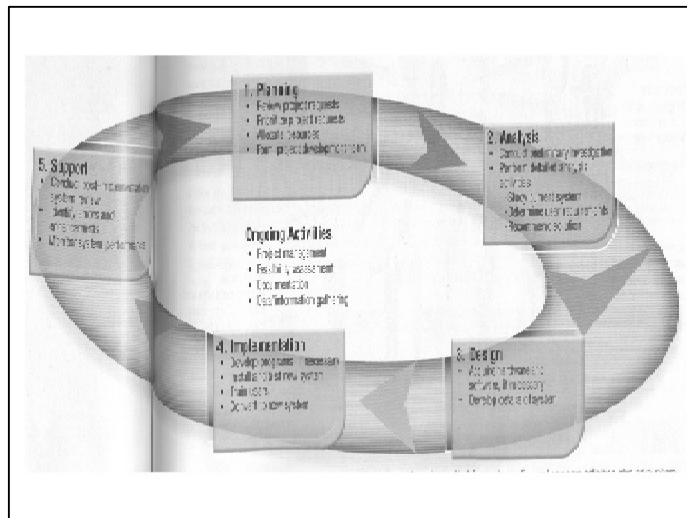 1. Planning
• Review project requests
• Prioritize project requests
• Allocate resources
• Form project development team
2. Analysis
• Conduct preliminary investigation
• Perform detailed analysis
activities:
-Study current system
-Determine user requirements
-Recommend solution
3. Design
• Acquire hardware and
software, if necessary
• Develop details of system
4. Implementation
• Develop programs, if necessary
• Install and test new system
• Train users
• Convert to new system
5. Support
• Conduct post-implementation
system review
• Identify errors and
enhancements
• Monitor system performance
Ongoing Activities
• Project management
• Feasibility assessment
• Documentation
• Data/information gathering